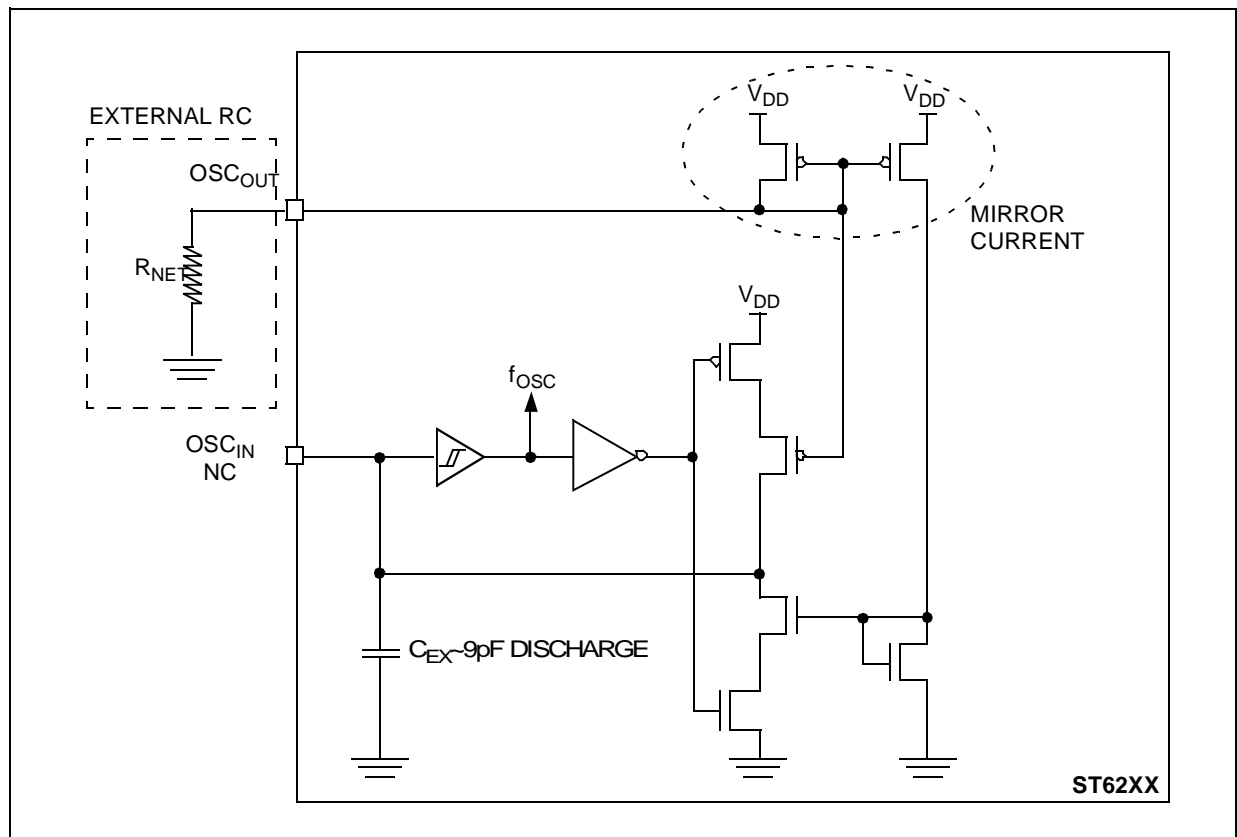 V_DD V_DD
EXTERNAL RC
OSC_OUT
MIRROR
CURRENT
R_NET
V_DD
f_OSC
OSC_IN
NC
C_EX~9pF DISCHARGE
ST62XX